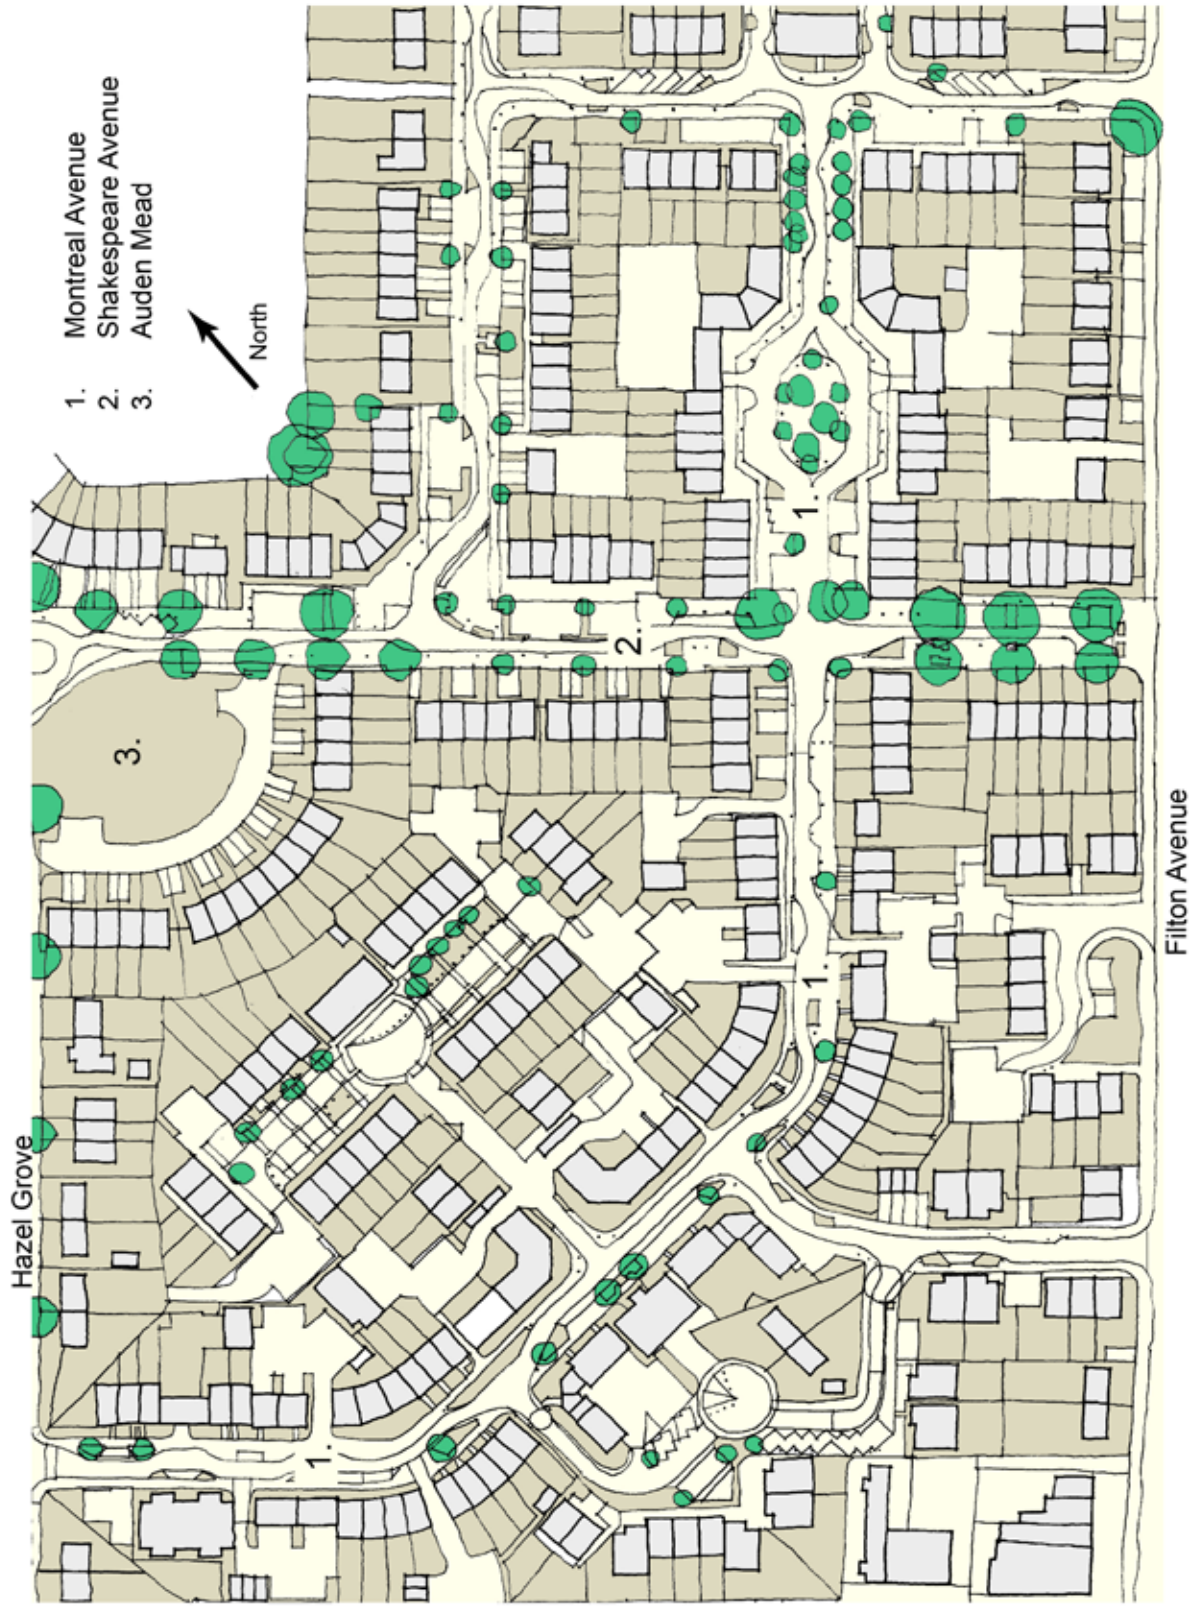 1. Montreal Avenue
2. Shakespeare Avenue
3. Auden Mead
North
1.
2.
3.
1.
1.
Hazel Grove
Filton Avenue